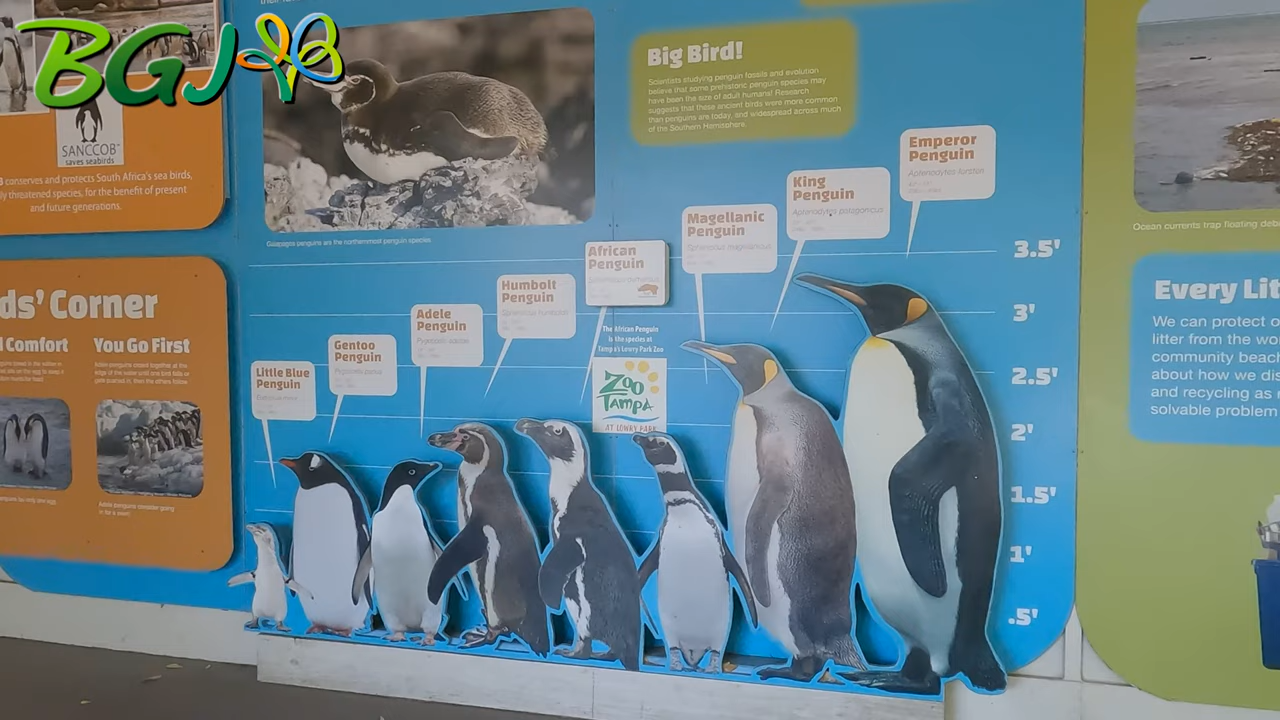 BGJ
SANCCOB
saves seabirds
conserves and protects South Africa's sea birds,
threatened species, for the benefit of present
and future generations.
ds' Corner
Comfort
You Go First
Galapagos penguins are the northernmost penguin species.
Big Bird!
Scientists studying penguin fossils and evolution
believe that some prehistoric penguin species may
have been the size of adult humans! Research
suggests that these ancient birds were more common
than penguins are today, and widespread across much
of the Southern Hemisphere.
Little Blue
Penguin
Gentoo
Penguin
Adele
Penguin
Humbolt
Penguin
African
Penguin
Magellanic
Penguin
King
Penguin
Aptenodytes patagonicus
Emperor
Penguin
Aptenodytes forsteri
The African Penguin
is the species at
Tampa's Lowry Park Zoo
ZOO
TAMPA
AT LOWRY PARK
3.5'
3'
2.5'
2'
1.5'
1'
.5'
Ocean currents trap floating
Every Lit
We can protect o
litter from the
community beach
about how we dis
and recycling as
solvable problem